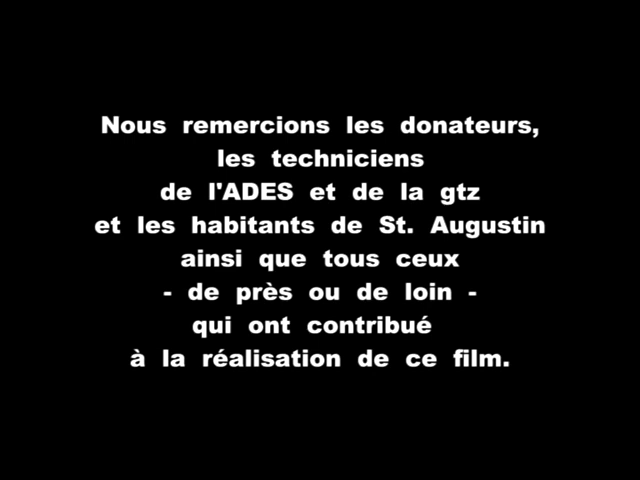 Nous remercions les donateurs,
les techniciens
de l'ADES et de la gtz
et les habitants de St. Augustin
ainsi que tous ceux
- de près ou de loin -
qui ont contribué
à la réalisation de ce film.